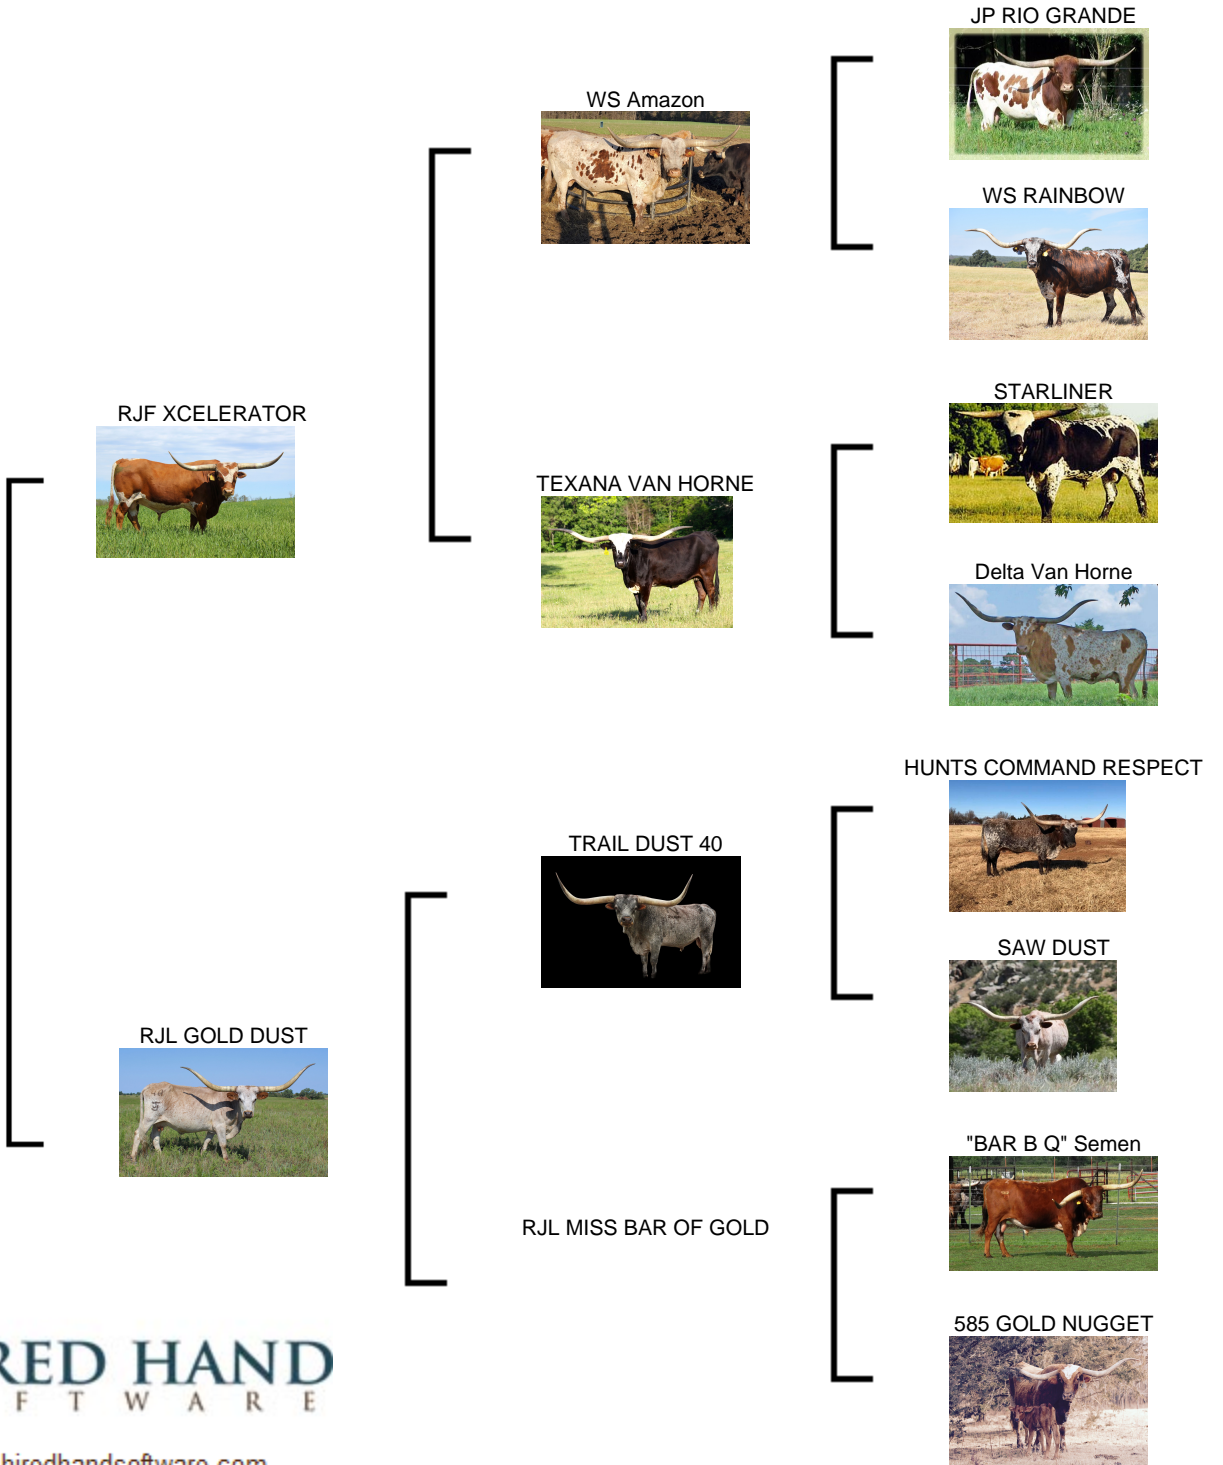 JP RIO GRANDE
WS Amazon
WS RAINBOW
STARLINER
RJF XCELERATOR
TEXANA VAN HORNE
Delta Van Horne
HUNTS COMMAND RESPECT
TRAIL DUST 40
SAW DUST
RJL GOLD DUST
"BAR B Q" Semen
RJL MISS BAR OF GOLD
585 GOLD NUGGET
RED HAND
F T W A R E
hiredhandsoftware.com